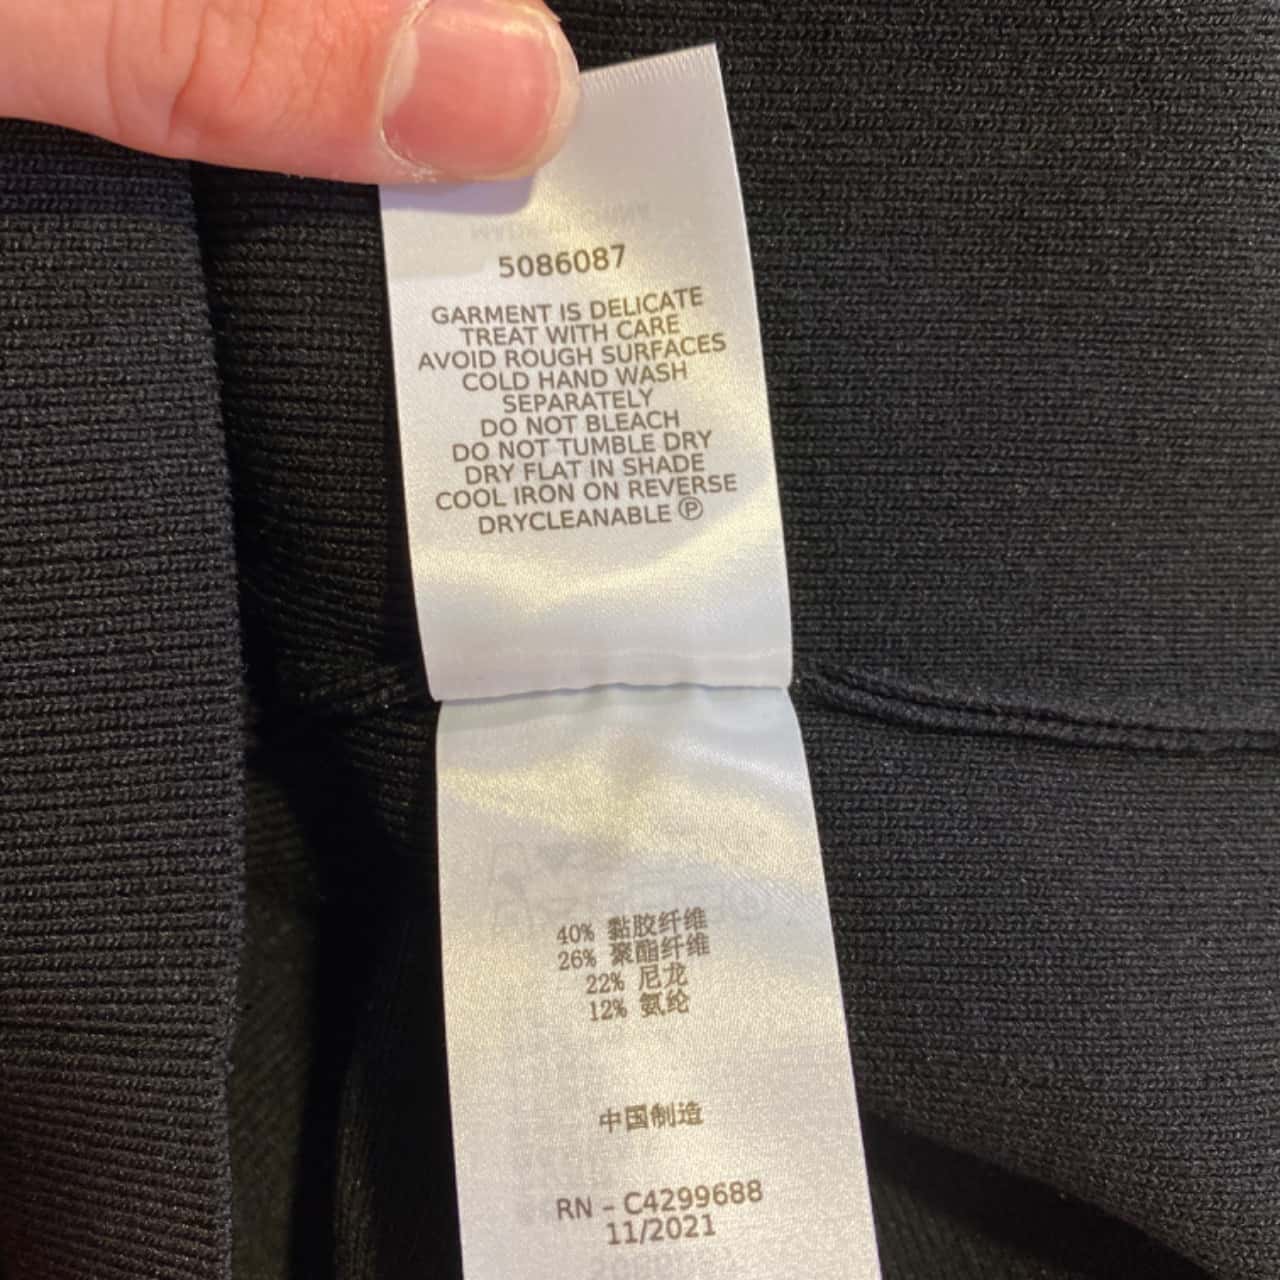 5086087
GARMENT IS DELICATE
TREAT WITH CARE
AVOID ROUGH SURFACES
COLD HAND WASH
SEPARATELY
DO NOT BLEACH
DO NOT TUMBLE DRY
DRY FLAT IN SHADE
COOL IRON ON REVERSE
DRYCLEANABLE Ⓟ
40% 黏胶纤维
26% 聚酯纤维
22% 尼龙
12% 氨纶
中国制造
RN - C4299688
11/2021